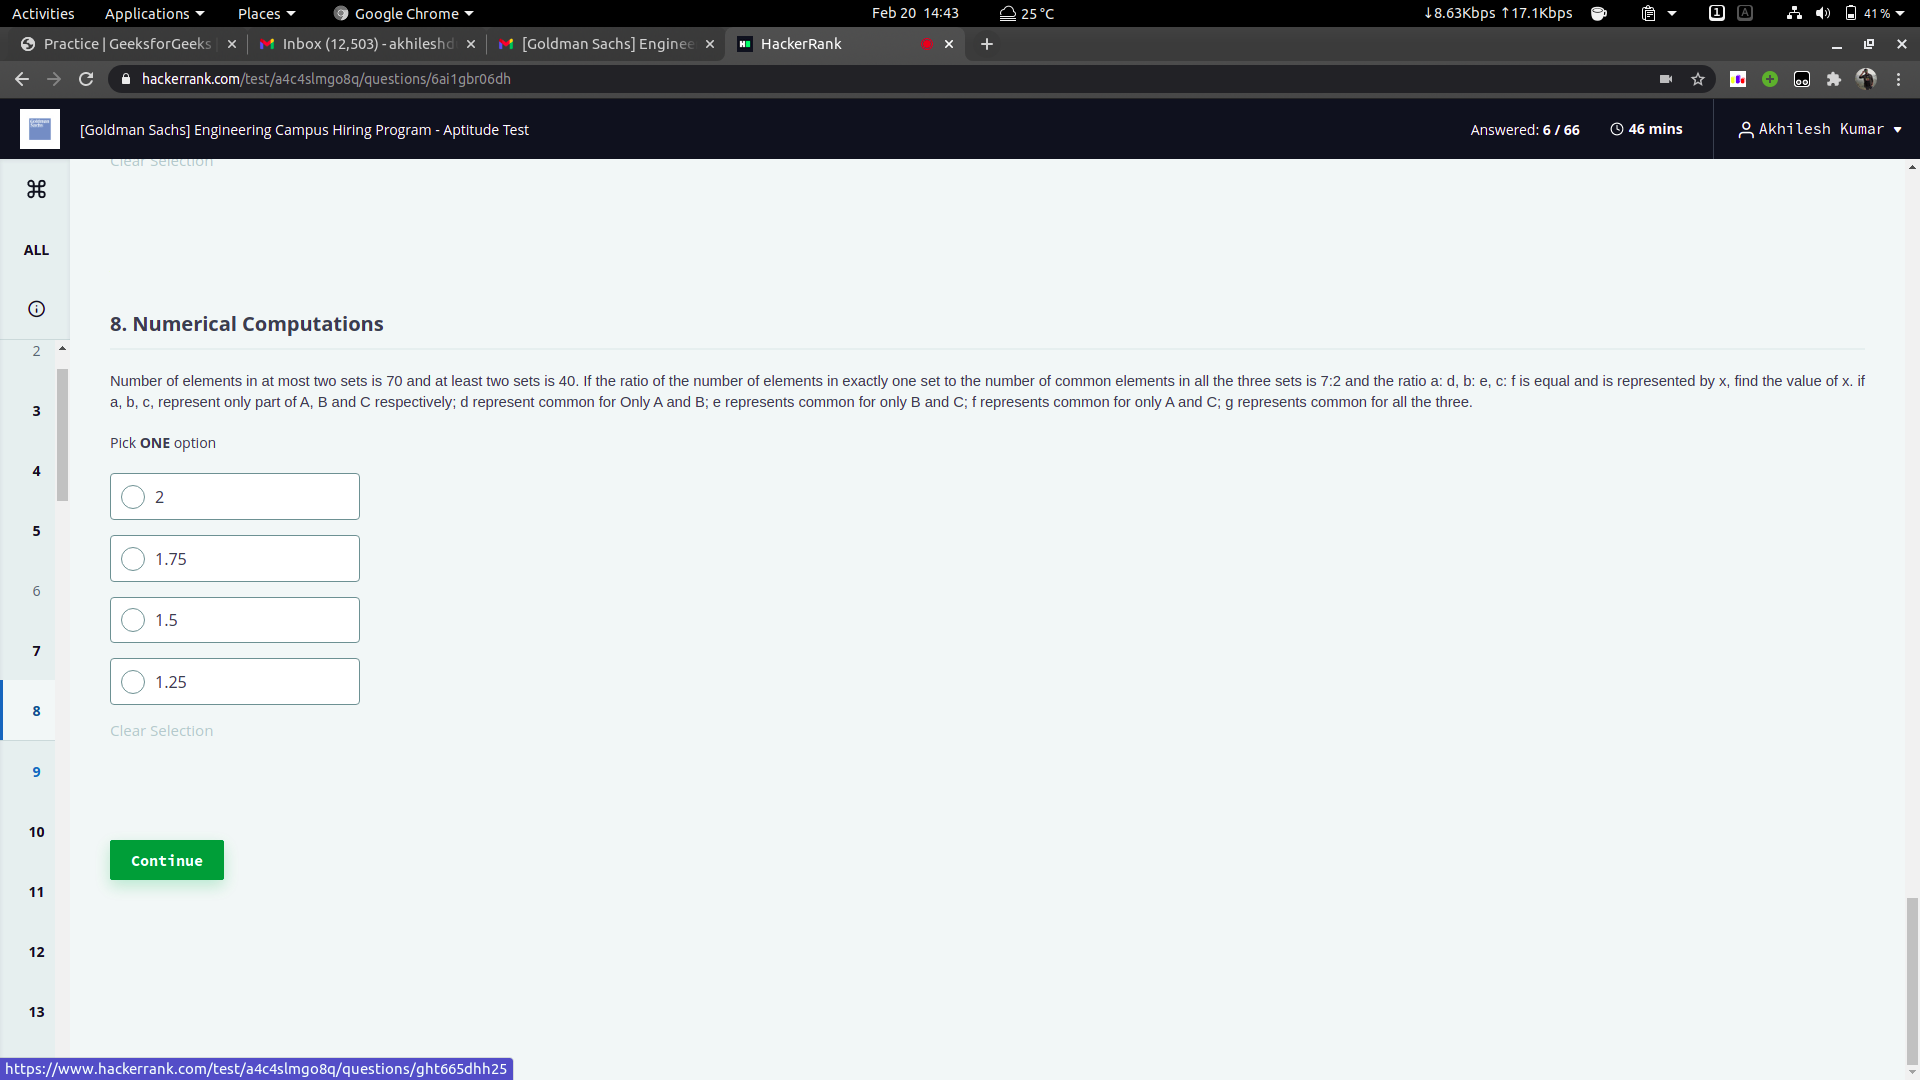 Activities Applications Places Google Chrome Feb 20 14:43 25 °C ↓8.63Kbps ↑17.1Kbps 1 A 41 %
Practice | GeeksforGeeks Inbox (12,503) - akhileshd [Goldman Sachs] Enginee HackerRank
hackerrank.com/test/a4c4slmgo8q/questions/6ai1gbr06dh
[Goldman Sachs] Engineering Campus Hiring Program - Aptitude Test Answered: 6 / 66 46 mins Akhilesh Kumar
Clear Selection
ALL
8. Numerical Computations
Number of elements in at most two sets is 70 and at least two sets is 40. If the ratio of the number of elements in exactly one set to the number of common elements in all the three sets is 7:2 and the ratio a: d, b: e, c: f is equal and is represented by x, find the value of x. if
a, b, c, represent only part of A, B and C respectively; d represent common for Only A and B; e represents common for only B and C; f represents common for only A and C; g represents common for all the three.
Pick ONE option
2
1.75
1.5
1.25
Clear Selection
Continue
2
3
4
5
6
7
8
9
10
11
12
13
https://www.hackerrank.com/test/a4c4slmgo8q/questions/ght665dhh25